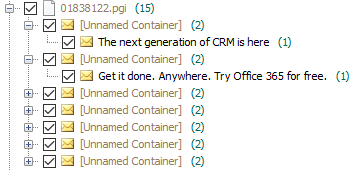 01838122.pgi (15)
[Unnamed Container] (2)
The next generation of CRM is here (1)
[Unnamed Container] (2)
Get it done. Anywhere. Try Office 365 for free. (1)
[Unnamed Container] (2)
[Unnamed Container] (2)
[Unnamed Container] (2)
[Unnamed Container] (2)
[Unnamed Container] (2)